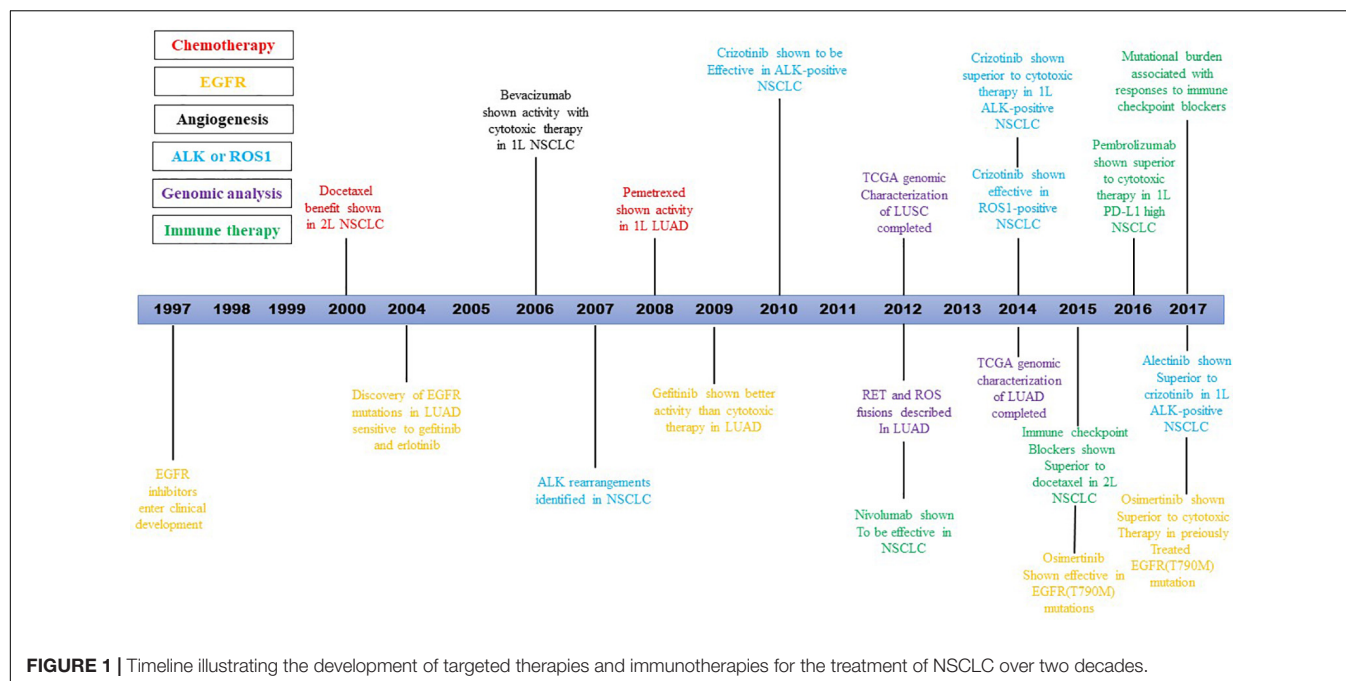 Chemotherapy
EGFR
Angiogenesis
ALK or ROS1
Genomic analysis
Immune therapy
Docetaxel
benefit shown
in 2L NSCLC
Bevacizumab
shown activity with
cytotoxic therapy
in 1L NSCLC
Pemetrexed
shown activity
in 1L LUAD
Crizotinib shown to be
Effective in ALK-positive
NSCLC
TCGA genomic
Characterization
of LUSC
completed
Crizotinib shown
superior to cytotoxic
therapy in 1L
ALK-positive
NSCLC
Crizotinib shown
effective in
ROS1-positive
NSCLC
Pembrolizumab
shown superior
to cytotoxic
therapy in 1L
PD-L1 high
NSCLC
Mutational burden
associated with
responses to immune
checkpoint blockers
1997 1998 1999 2000 2004 2005 2006 2007 2008 2009 2010 2011 2012 2013 2014 2015 2016 2017
EGFR
inhibitors
enter clinical
development
Discovery of EGFR
mutations in LUAD
sensitive to gefitinib
and erlotinib
ALK rearrangements
identified in NSCLC
Gefitinib shown better
activity than cytotoxic
therapy in LUAD
RET and ROS
fusions described
In LUAD
Nivolumab shown
To be effective in
NSCLC
TCGA genomic
characterization
of LUAD
completed
Immune checkpoint
Blockers shown
Superior to
docetaxel in 2L
NSCLC
Osimertinib
Shown effective in
EGFR(T790M)
mutations
Alectinib shown
Superior to
crizotinib in 1L
ALK-positive
NSCLC
Osimertinib shown
Superior to cytotoxic
Therapy in preiously
Treated
EGFR(T790M)
mutation
FIGURE 1 | Timeline illustrating the development of targeted therapies and immunotherapies for the treatment of NSCLC over two decades.